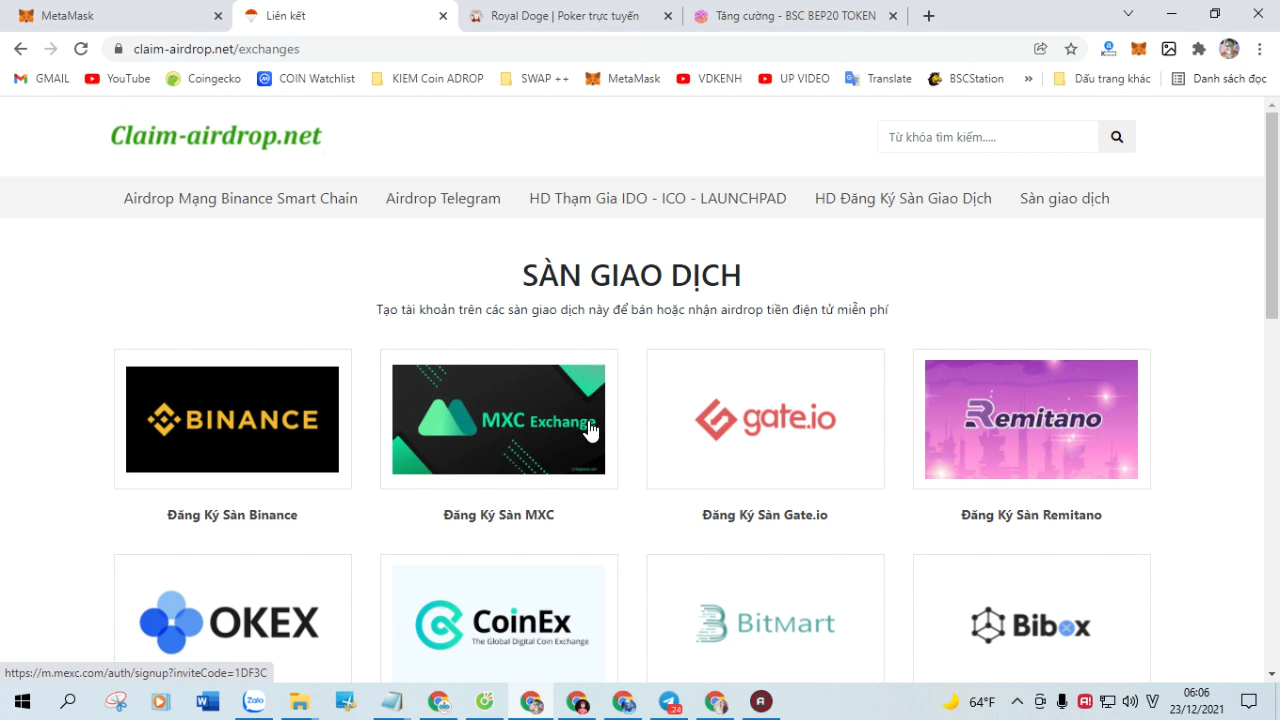 MetaMask
Liên kết
Royal Doge | Poker trực tuyến
Tăng cường - BSC BEP20 TOKEN
claim-airdrop.net/exchanges
GMAIL
YouTube
Coingecko
COIN Watchlist
KIEM Coin ADROP
SWAP ++
MetaMask
VDKENH
UP VIDEO
Translate
BSCStation
»
Dấu trang khác
Danh sách đọc
Claim-airdrop.net
Từ khóa tìm kiếm.....
Airdrop Mạng Binance Smart Chain
Airdrop Telegram
HD Thạm Gia IDO - ICO - LAUNCHPAD
HD Đăng Ký Sàn Giao Dịch
Sàn giao dịch
SÀN GIAO DỊCH
Tạo tài khoản trên các sàn giao dịch này để bán hoặc nhận airdrop tiền điện tử miễn phí
BINANCE
MXC Exchange
gate.io
Remitano
Đăng Ký Sàn Binance
Đăng Ký Sàn MXC
Đăng Ký Sàn Gate.io
Đăng Ký Sàn Remitano
OKEX
CoinEx
The Global Digital Coin Exchange
BitMart
Bibox
https://m.mexc.com/auth/signup?inviteCode=1DF3C
Zalo
24
64°F
06:06
23/12/2021